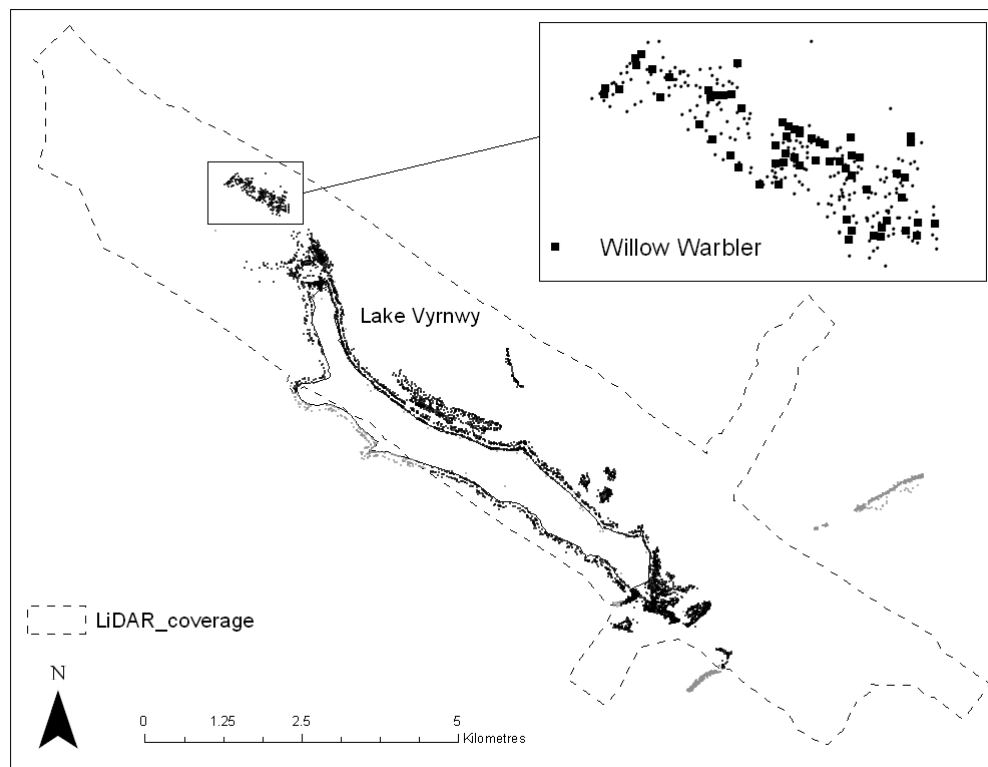 Willow Warbler
Lake Vyrnwy
LiDAR_coverage
N
0 1.25 2.5 5
Kilometres